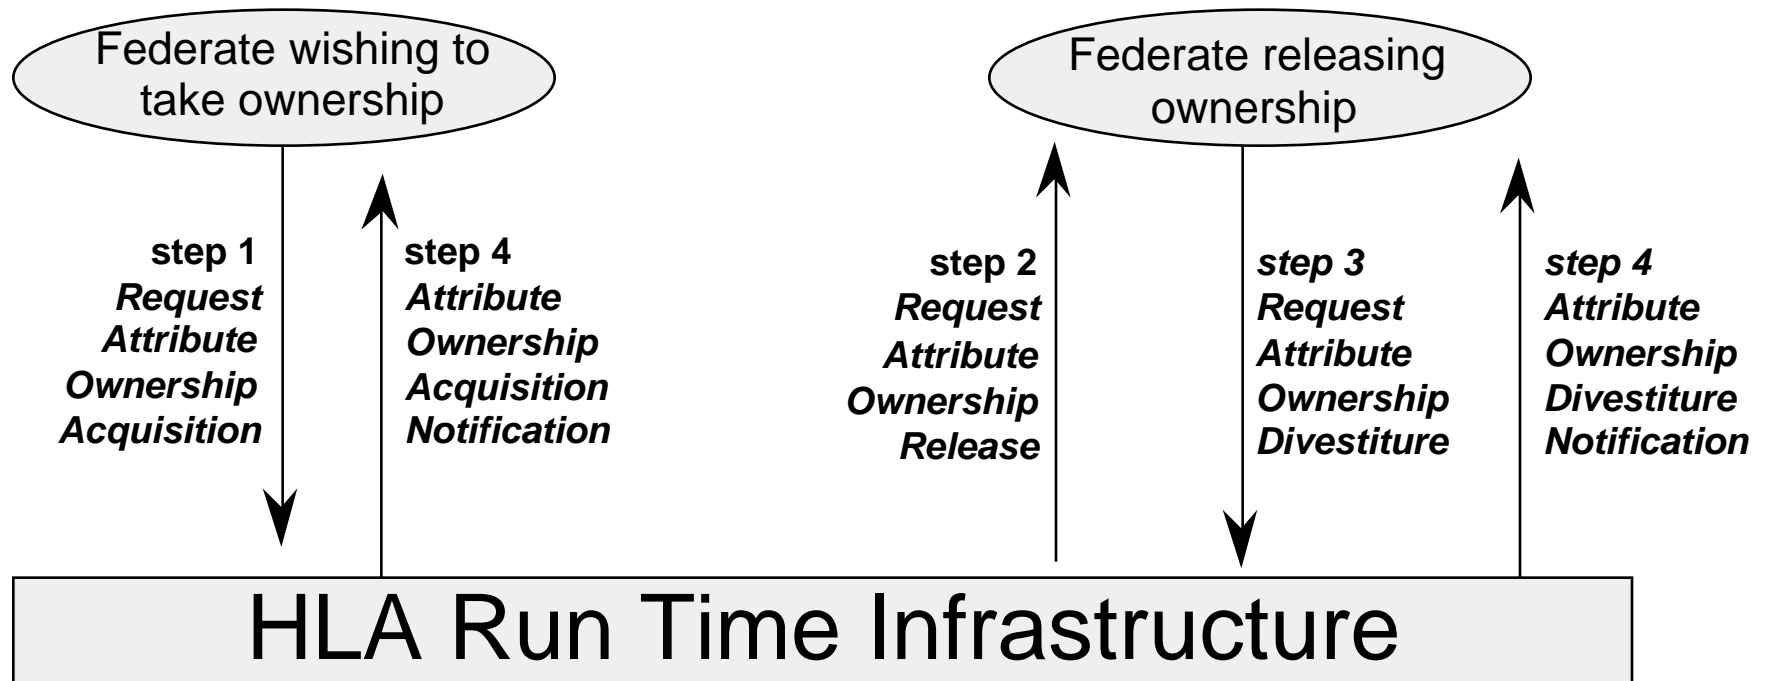 Federate wishing to
take ownership
Federate releasing
ownership
step 1
Request
Attribute
Ownership
Acquisition
step 4
Attribute
Ownership
Acquisition
Notification
step 2
Request
Attribute
Ownership
Release
step 3
Request
Attribute
Ownership
Divestiture
step 4
Attribute
Ownership
Divestiture
Notification
HLA Run Time Infrastructure